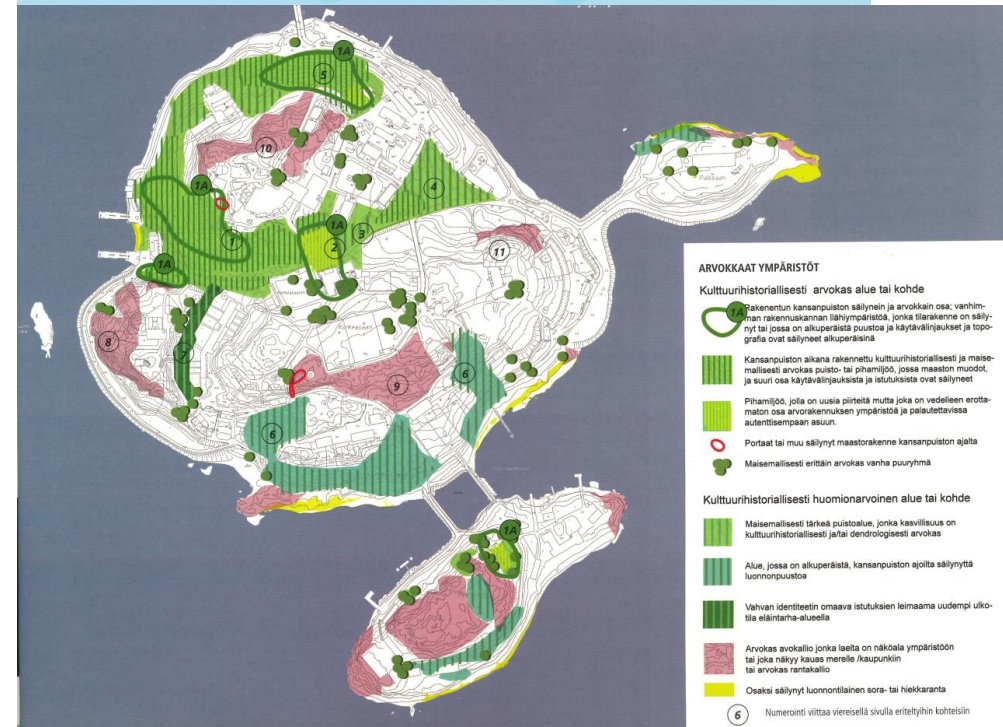 1A
5
10
1A
4
1A
3
2
1
1A
11
Palosaari
Korkeasaari
8
7
9
6
6
1A
ARVOKKAAT YMPÄRISTÖT
Kulttuurihistoriallisesti arvokas alue tai kohde
1A
Rakenentun kansanpuiston säilynein ja arvokkain osa; vanhim-
man rakennuskannan llähiympäristöä, jonka tilarakenne on säily-
nyt tai jossa on alkuperäistä puustoa ja käytävälinjaukset ja topo-
grafia ovat säilyneet alkuperäisinä
Kansanpuiston aikana rakennettu kulttuurihistoriallisesti ja maise-
mallisesti arvokas puisto- tai pihamiljöö, jossa maaston muodot,
ja suuri osa käytävälinjauksista ja istutuksista ovat säilyneet
Pihamiljöö, jolla on uusia piirteitä mutta joka on vedelleen erotta-
maton osa arvorakennuksen ympäristöä ja palautettavissa
autenttisempaan asuun.
Portaat tai muu säilynyt maastorakenne kansanpuiston ajalta
Maisemallisesti erittäin arvokas vanha puuryhmä
Kulttuurihistoriallisesti huomionarvoinen alue tai kohde
Maisemallisesti tärkeä puistoalue, jonka kasvillisuus on
kulttuurihistoriallisesti ja/tai dendrologisesti arvokas
Alue, jossa on alkuperäistä, kansanpuiston ajoilta säilynyttä
luonnonpuustoa
Vahvan identiteetin omaava istutuksien leimaama uudempi ulko-
tila eläintarha-alueella
Arvokas avokallio jonka laelta on näköala ympäristöön
tai joka näkyy kauas merelle /kaupunkiin
tai arvokas rantakallio
Osaksi säilynyt luonnontilainen sora- tai hiekkaranta
6
Numerointi viittaa viereisellä sivulla eriteltyihin kohteisiin